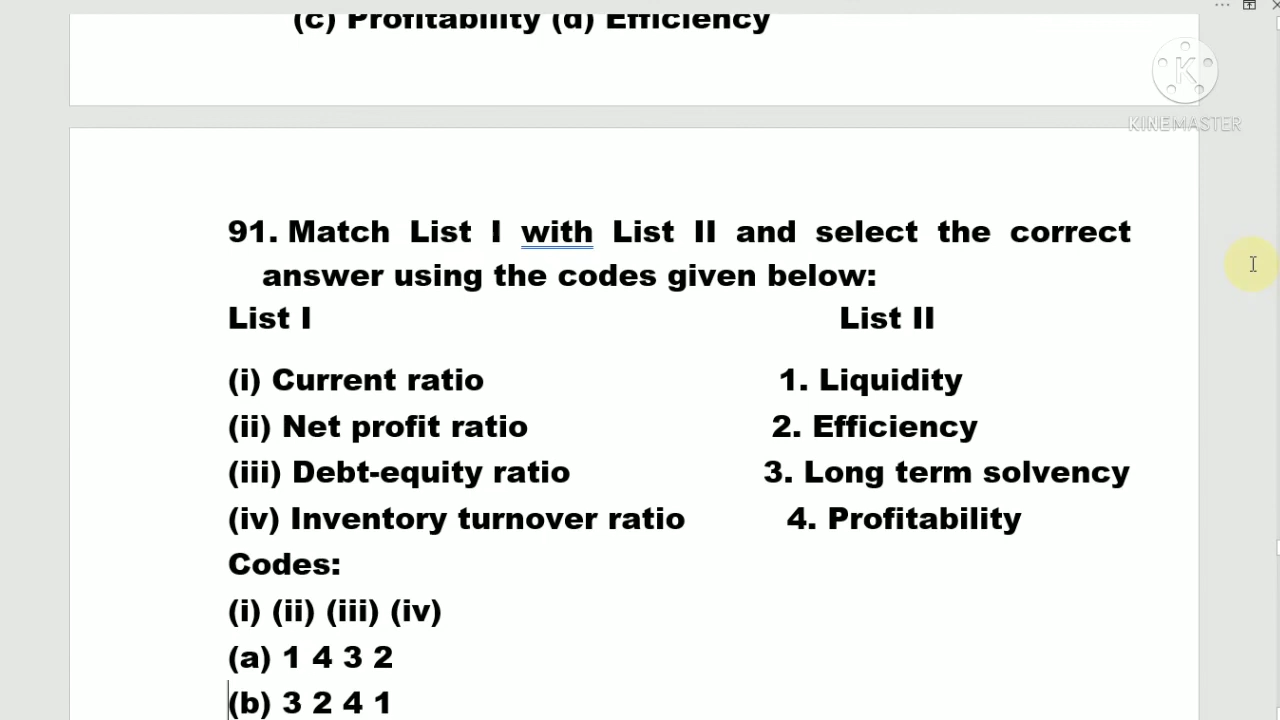 (c) Profitability (d) Efficiency
K
KINEMASTER
91. Match List I with List II and select the correct
answer using the codes given below:
List I List II
(i) Current ratio 1. Liquidity
(ii) Net profit ratio 2. Efficiency
(iii) Debt-equity ratio 3. Long term solvency
(iv) Inventory turnover ratio 4. Profitability
Codes:
(i) (ii) (iii) (iv)
(a) 1 4 3 2
(b) 3 2 4 1